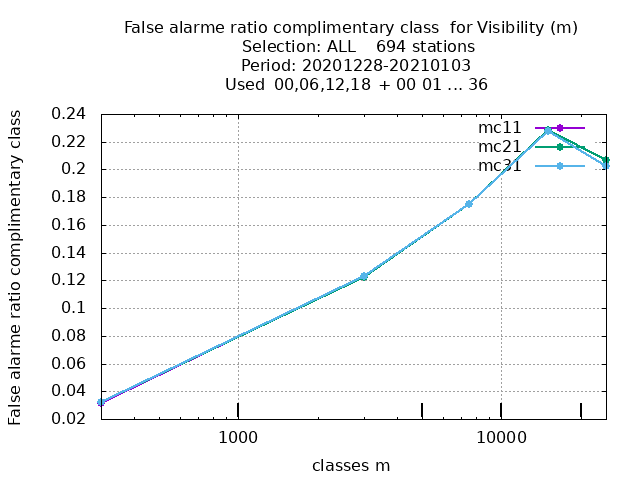 False alarme ratio complimentary class  for Visibility (m)
Selection: ALL    694 stations
Period: 20201228-20210103
Used  00,06,12,18 + 00 01 ... 36
False alarme ratio complimentary class
0.24
0.22
0.2
0.18
0.16
0.14
0.12
0.1
0.08
0.06
0.04
0.02
mc11
mc21
mc31
1000
10000
classes m